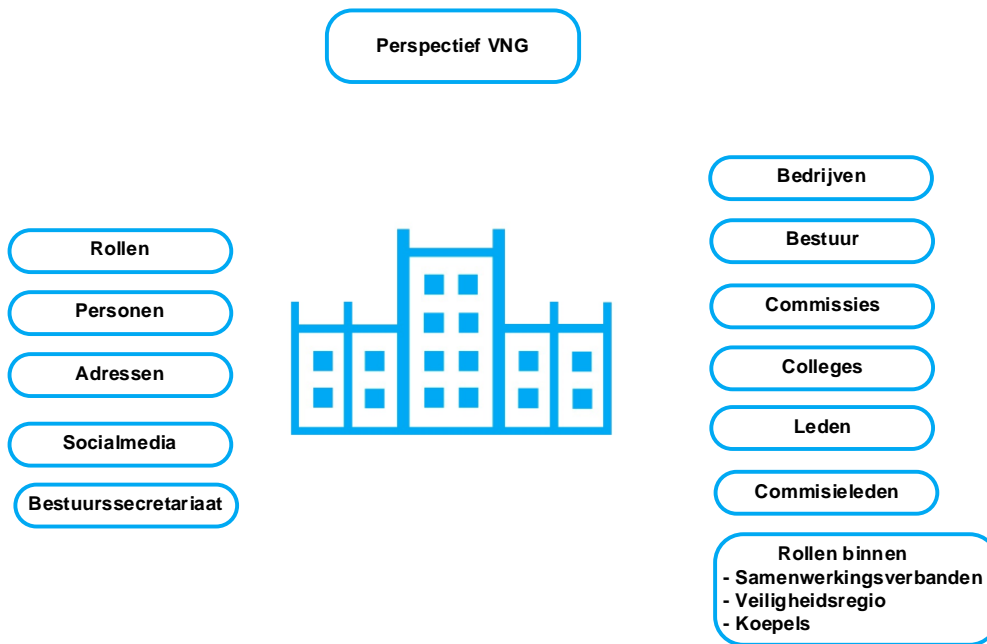 Perspectief VNG
Rollen
Personen
Adressen
Socialmedia
Bestuurssecretariaat
Bedrijven
Bestuur
Commissies
Colleges
Leden
Commisieleden
Rollen binnen
- Samenwerkingsverbanden
- Veiligheidsregio
- Koepels